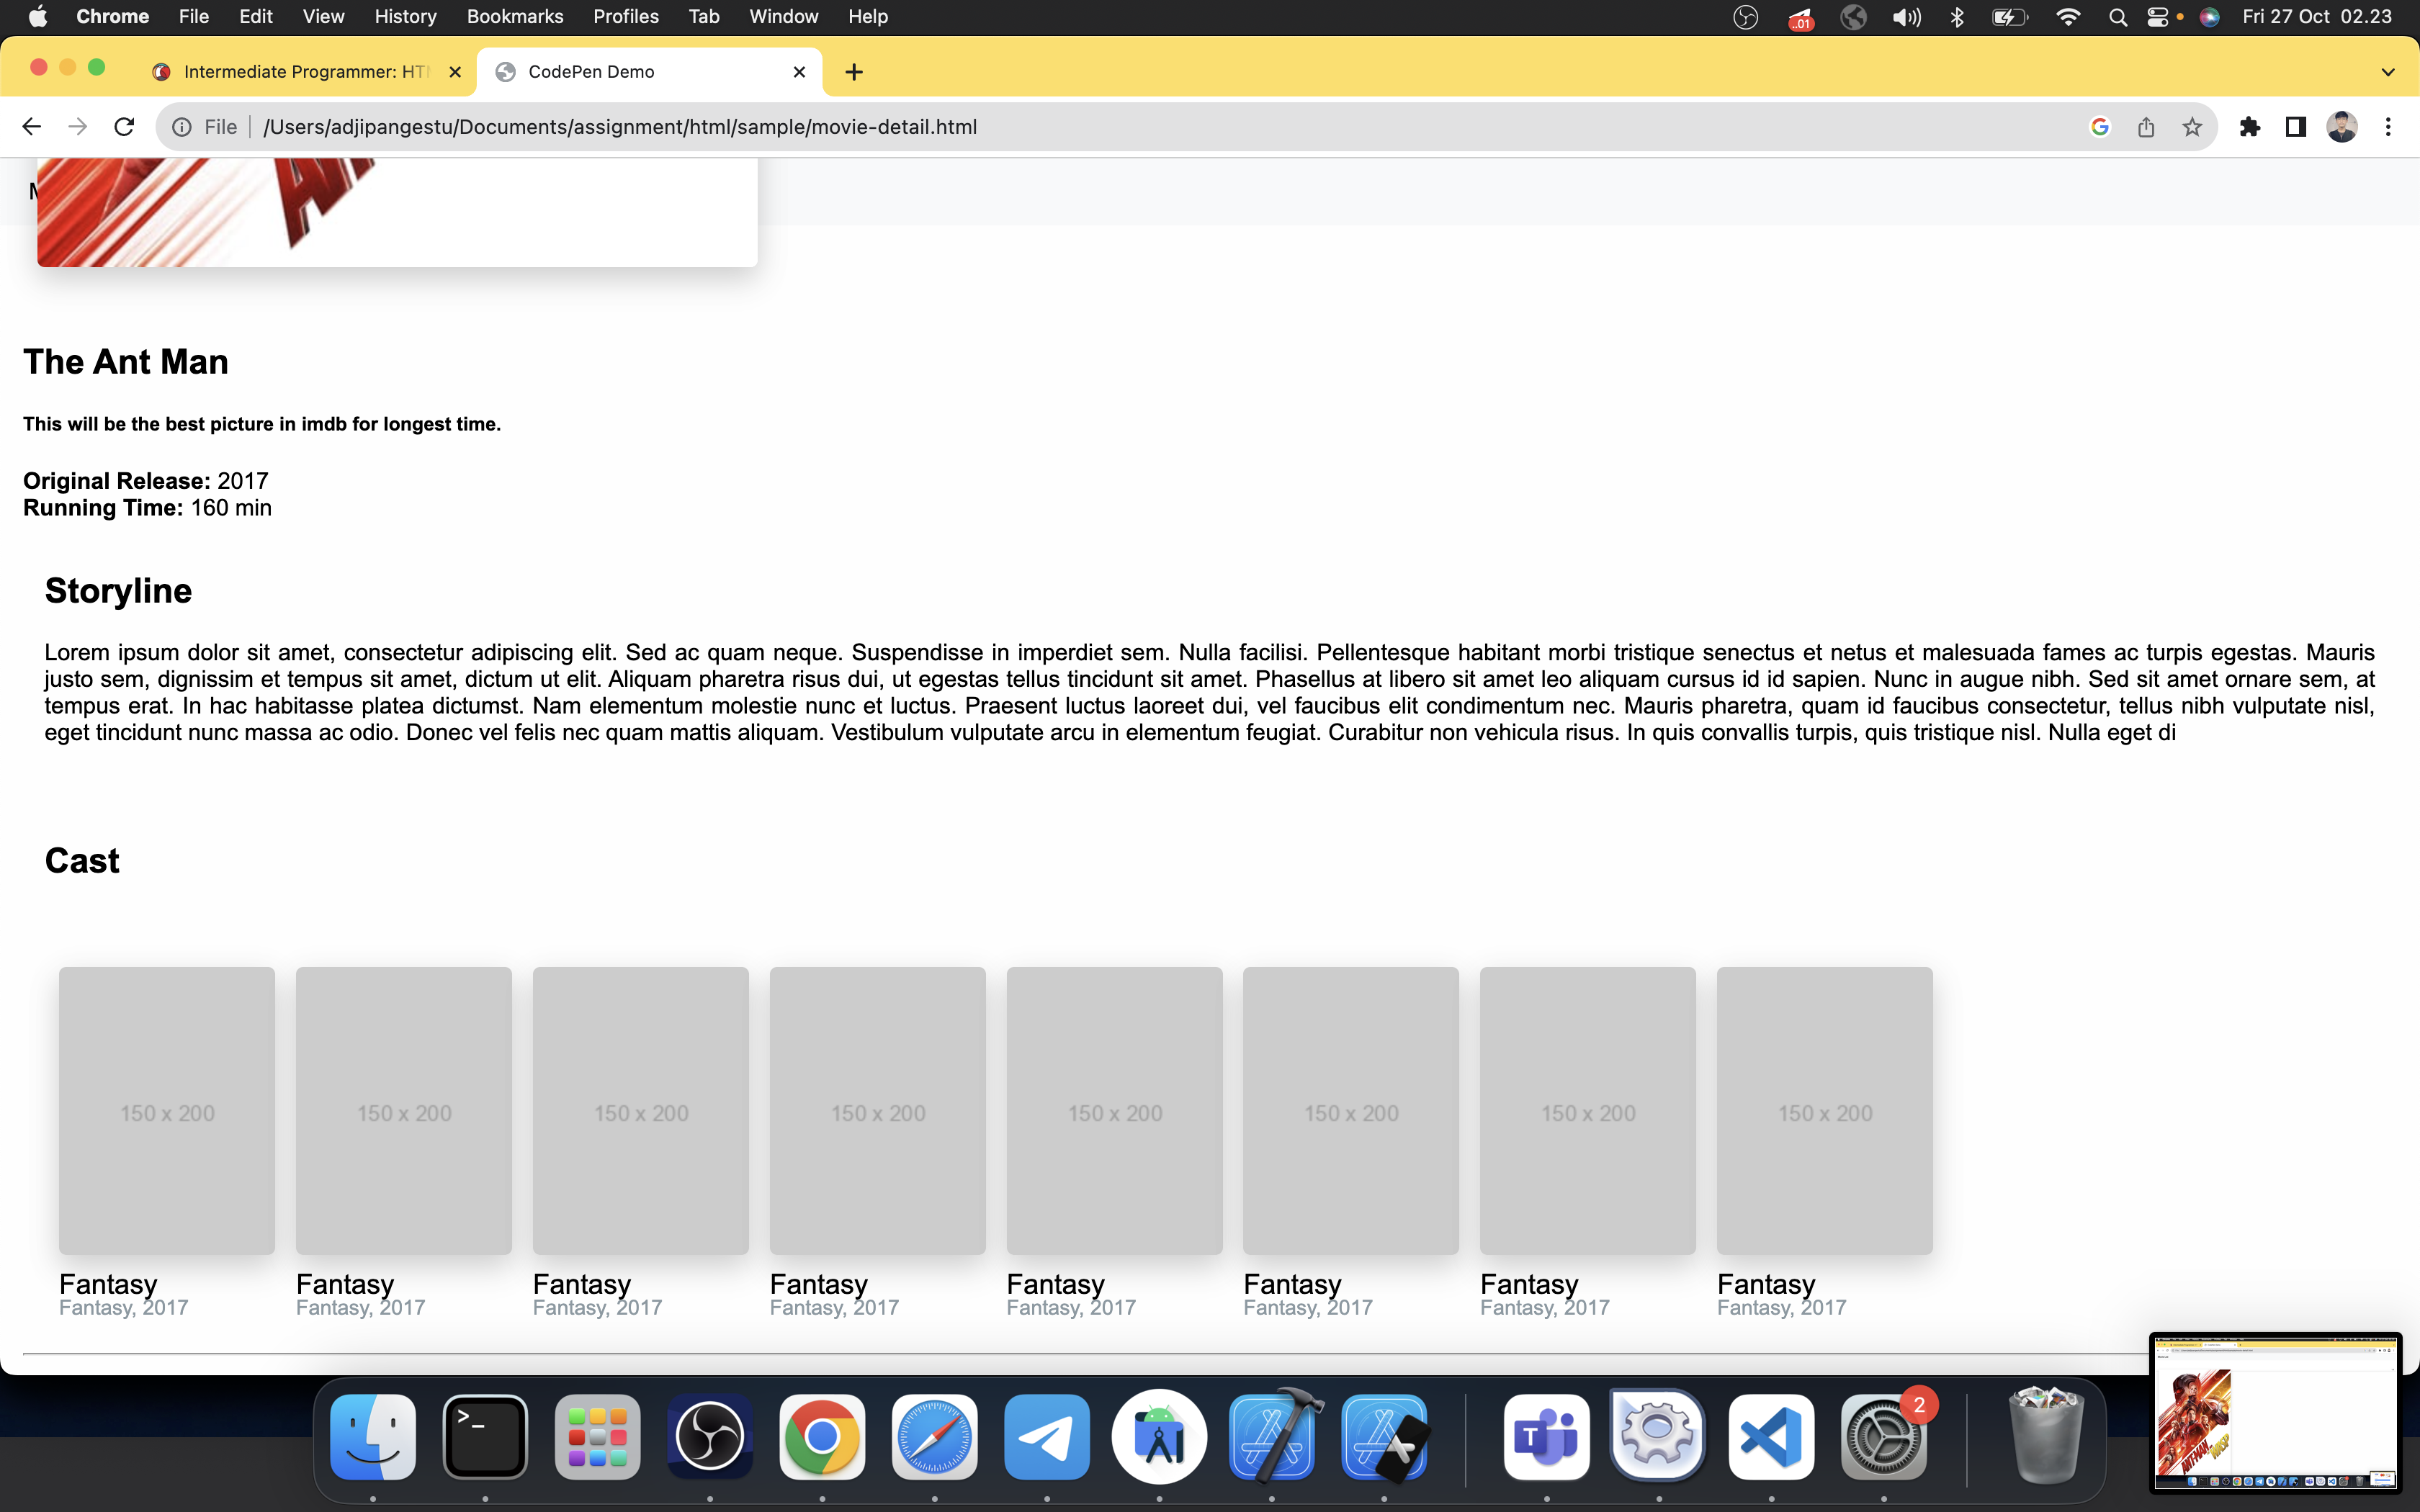 Chrome File Edit View History Bookmarks Profiles Tab Window Help ..01 Fri 27 Oct 02.23
Intermediate Programmer: HT CodePen Demo
File /Users/adjipangestu/Documents/assignment/html/sample/movie-detail.html
The Ant Man
This will be the best picture in imdb for longest time.
Original Release: 2017
Running Time: 160 min
Storyline
Lorem ipsum dolor sit amet, consectetur adipiscing elit. Sed ac quam neque. Suspendisse in imperdiet sem. Nulla facilisi. Pellentesque habitant morbi tristique senectus et netus et malesuada fames ac turpis egestas. Mauris
justo sem, dignissim et tempus sit amet, dictum ut elit. Aliquam pharetra risus dui, ut egestas tellus tincidunt sit amet. Phasellus at libero sit amet leo aliquam cursus id id sapien. Nunc in augue nibh. Sed sit amet ornare sem, at
tempus erat. In hac habitasse platea dictumst. Nam elementum molestie nunc et luctus. Praesent luctus laoreet dui, vel faucibus elit condimentum nec. Mauris pharetra, quam id faucibus consectetur, tellus nibh vulputate nisl,
eget tincidunt nunc massa ac odio. Donec vel felis nec quam mattis aliquam. Vestibulum vulputate arcu in elementum feugiat. Curabitur non vehicula risus. In quis convallis turpis, quis tristique nisl. Nulla eget di
Cast
150 x 200 150 x 200 150 x 200 150 x 200 150 x 200 150 x 200 150 x 200 150 x 200
Fantasy Fantasy Fantasy Fantasy Fantasy Fantasy Fantasy Fantasy
Fantasy, 2017 Fantasy, 2017 Fantasy, 2017 Fantasy, 2017 Fantasy, 2017 Fantasy, 2017 Fantasy, 2017 Fantasy, 2017
2